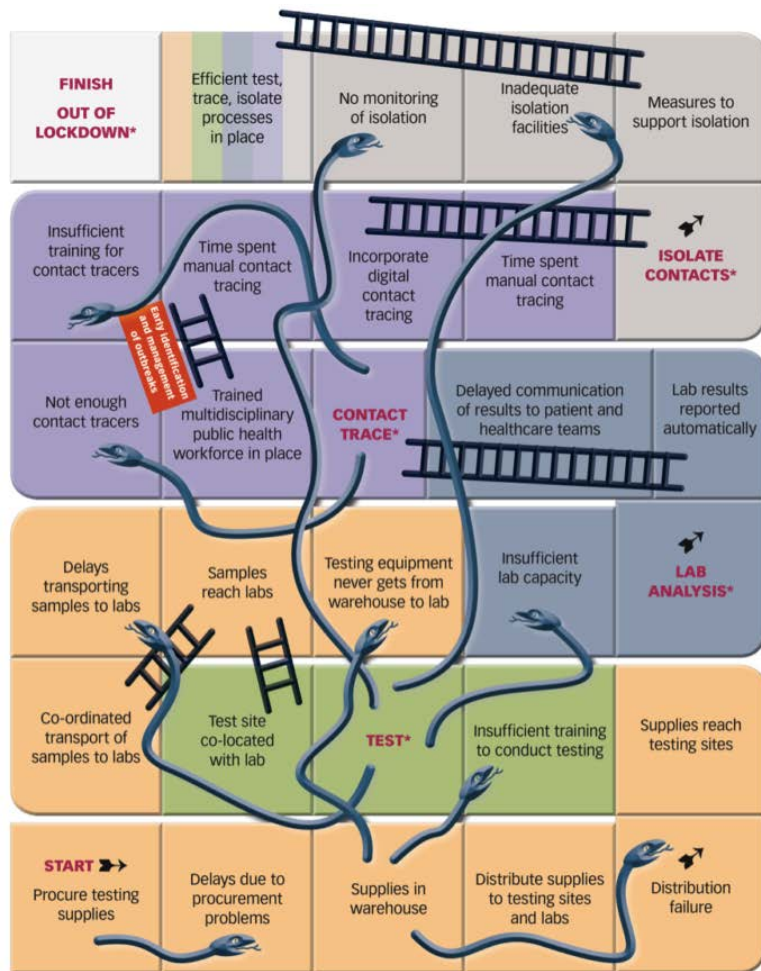 FINISH
OUT OF
LOCKDOWN*
Efficient test,
trace, isolate
processes
in place
No monitoring
of isolation
Inadequate
isolation
facilities
Measures to
support isolation
Insufficient
training for
contact tracers
Time spent
manual contact
tracing
Incorporate
digital
contact
tracing
Time spent
manual contact
tracing
ISOLATE
CONTACTS*
Early identification
and management
of outbreaks
Not enough
contact tracers
Trained
multidisciplinary
public health
workforce in place
CONTACT
TRACE*
Delayed communication
of results to patient and
healthcare teams
Lab results
reported
automatically
Delays
transporting
samples to labs
Samples
reach labs
Testing equipment
never gets from
warehouse to lab
Insufficient
lab capacity
LAB
ANALYSIS*
Co-ordinated
transport of
samples to labs
Test site
co-located
with lab
TEST*
Insufficient training
to conduct testing
Supplies reach
testing sites
START
Procure testing
supplies
Delays due to
procurement
problems
Supplies in
warehouse
Distribute supplies
to testing sites
and labs
Distribution
failure